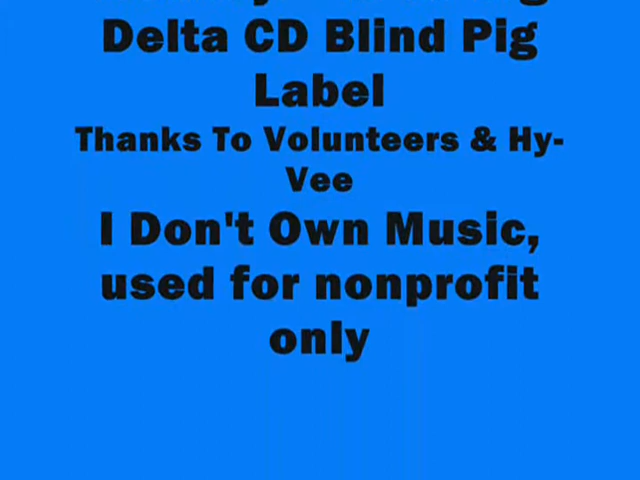 Delta CD Blind Pig
Label
Thanks To Volunteers & Hy-
Vee
I Don't Own Music,
used for nonprofit
only